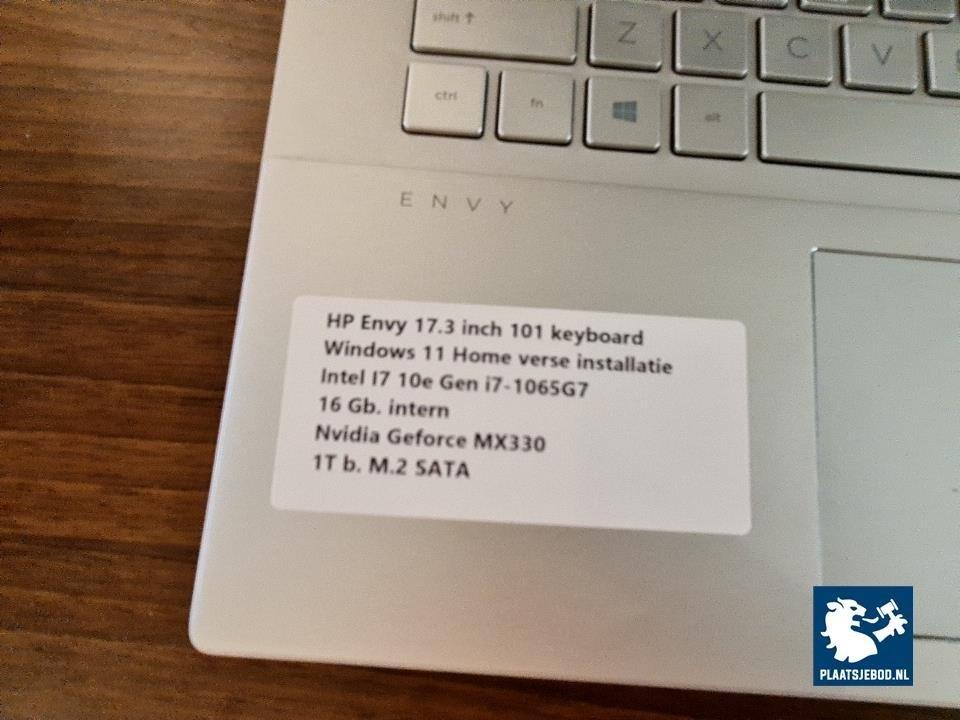 shift ↑
Z X C V
ctrl fn alt
ENVY
HP Envy 17.3 inch 101 keyboard
Windows 11 Home verse installatie
Intel I7 10e Gen i7-1065G7
16 Gb. intern
Nvidia Geforce MX330
1T b. M.2 SATA
PLAATSJEBOD.NL